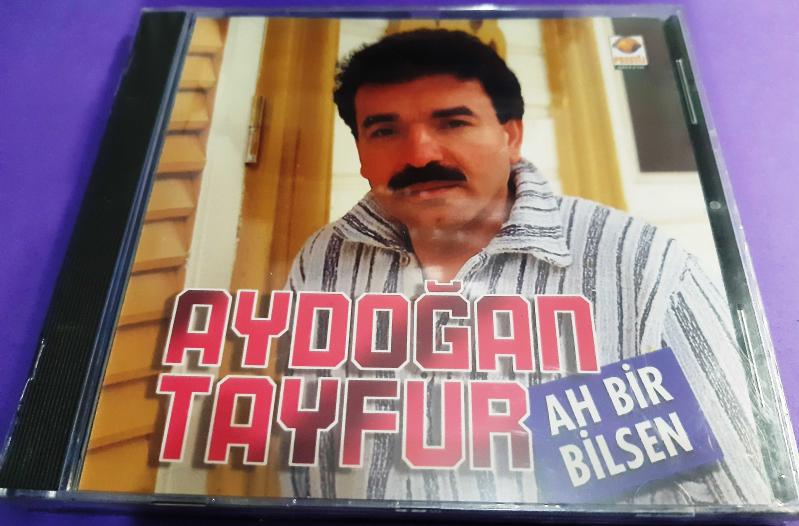 AYDOĞAN
TAYFUR
AH BİR
BİLSEN